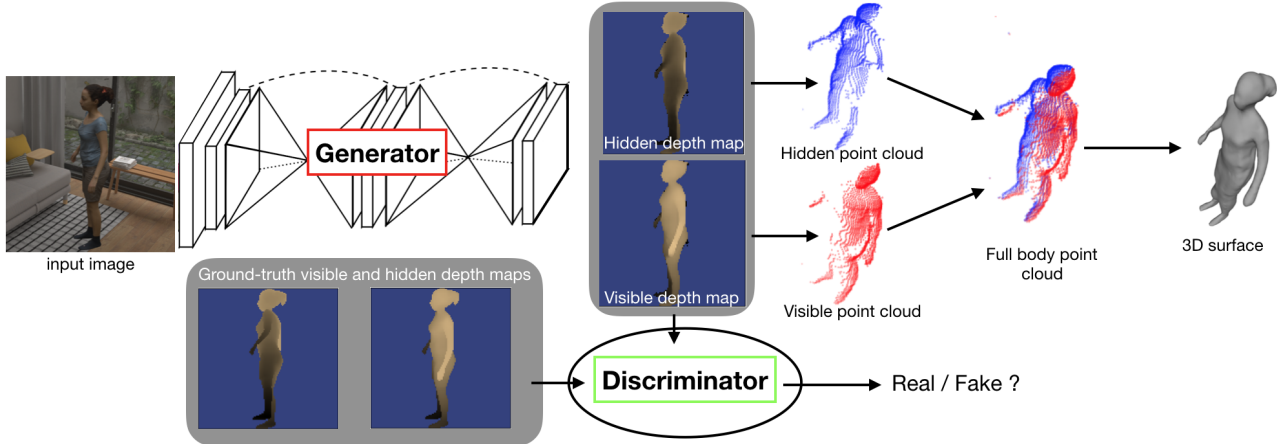 Generator
input image
Hidden depth map
Visible depth map
Hidden point cloud
Visible point cloud
Full body point
cloud
3D surface
Ground-truth visible and hidden depth maps
Discriminator
Real / Fake ?